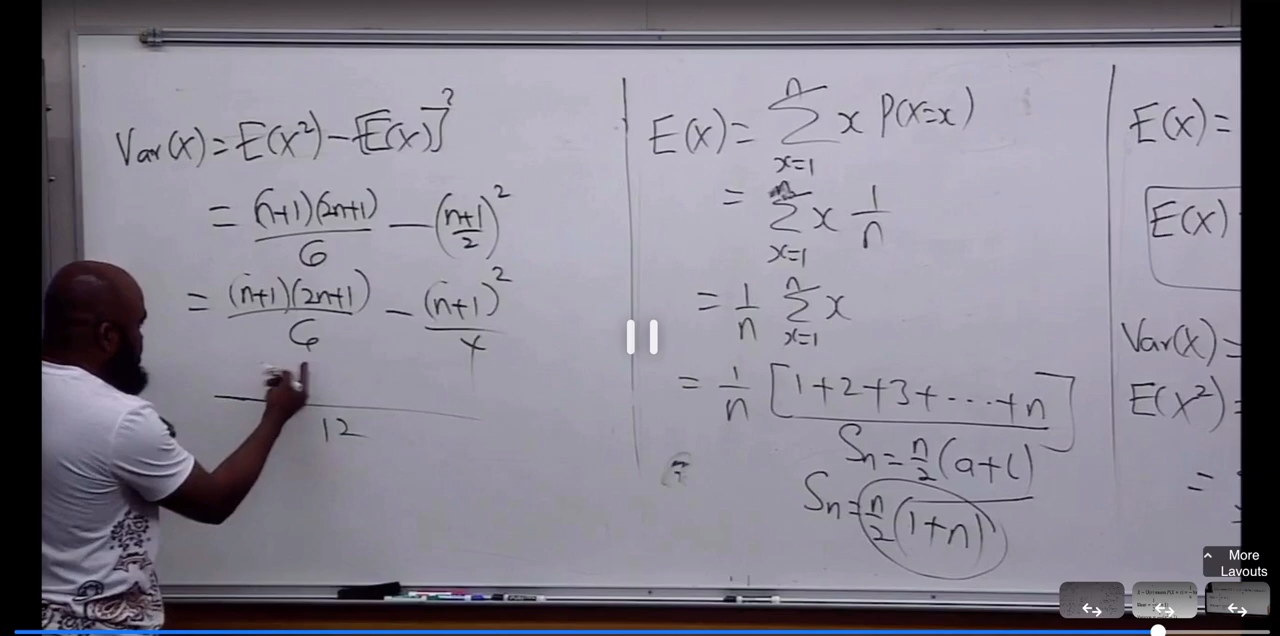 Var(X) = E(X²) - [E(X)]²
= (n+1)(2n+1)/6 - (n+1/2)²
= (n+1)(2n+1)/6 - (n+1)²/4
12
E(X) = Σ x P(X=x)
n
x=1
= Σ x 1/n
n
x=1
= 1/n Σ x
n
x=1
= 1/n [1+2+3+...+n]
Sn = n/2 (a+l)
Sn = n/2 (1+n)
E(X) =
E(X)
Var(X) =
E(X²) =
=
More
Layouts